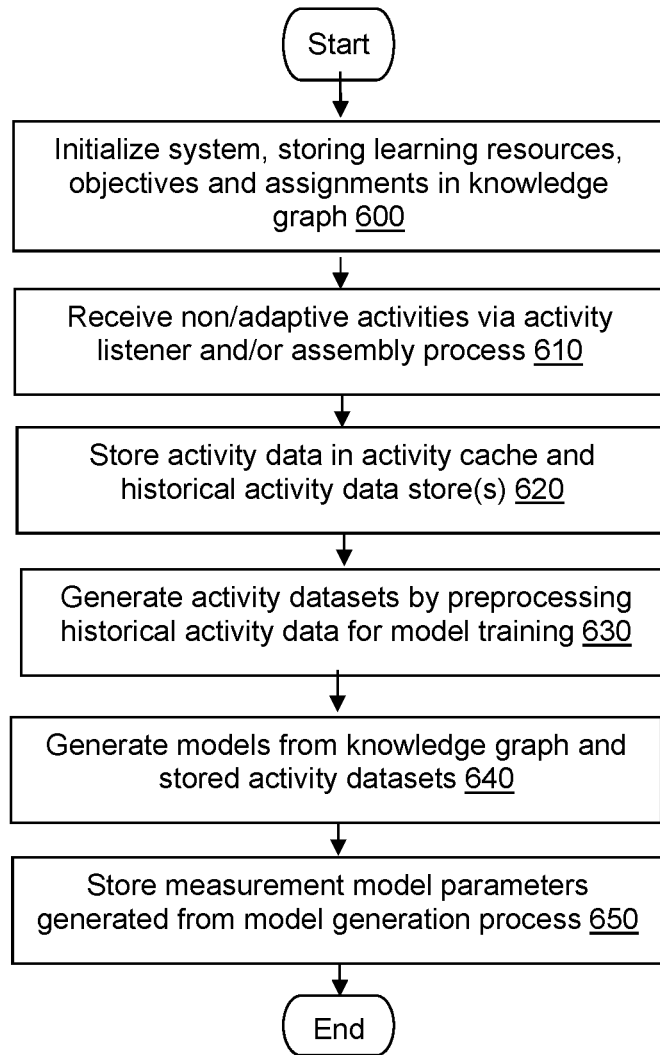 Start
Initialize system, storing learning resources,
objectives and assignments in knowledge
graph 600
Receive non/adaptive activities via activity
listener and/or assembly process 610
Store activity data in activity cache and
historical activity data store(s) 620
Generate activity datasets by preprocessing
historical activity data for model training 630
Generate models from knowledge graph and
stored activity datasets 640
Store measurement model parameters
generated from model generation process 650
End